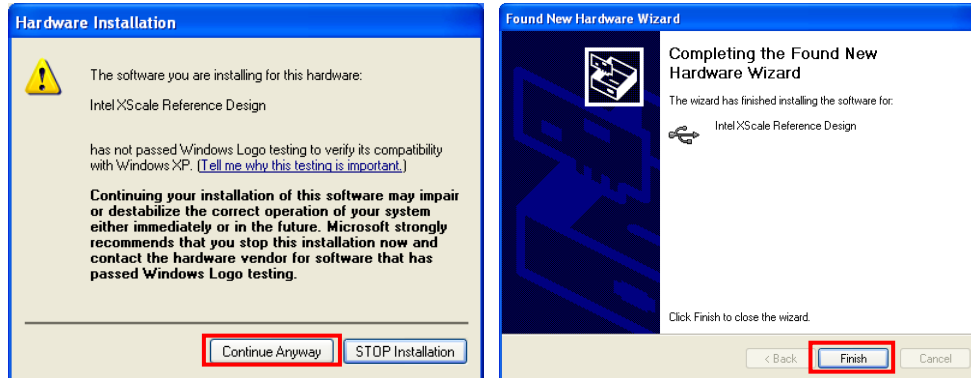 Hardware Installation
The software you are installing for this hardware:
Intel XScale Reference Design
has not passed Windows Logo testing to verify its compatibility
with Windows XP. (Tell me why this testing is important.)
Continuing your installation of this software may impair
or destabilize the correct operation of your system
either immediately or in the future. Microsoft strongly
recommends that you stop this installation now and
contact the hardware vendor for software that has
passed Windows Logo testing.
Continue Anyway
STOP Installation
Found New Hardware Wizard
Completing the Found New
Hardware Wizard
The wizard has finished installing the software for:
Intel XScale Reference Design
Click Finish to close the wizard.
< Back
Finish
Cancel